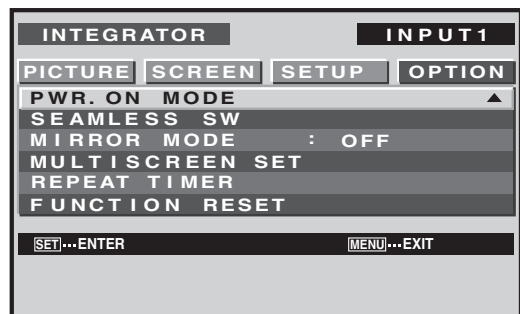 INTEGRATOR INPUT1
PICTURE SCREEN SETUP OPTION
PWR. ON MODE ▲
SEAMLESS SW
MIRROR MODE : OFF
MULTISCREEN SET
REPEAT TIMER
FUNCTION RESET
SET···ENTER MENU···EXIT